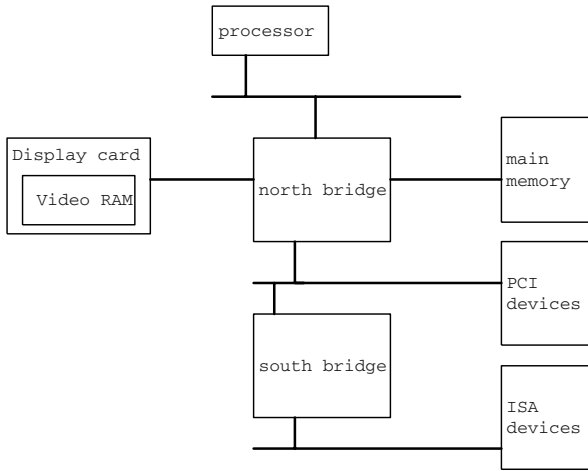 processor
Display card
Video RAM
north bridge
main
memory
PCI
devices
south bridge
ISA
devices